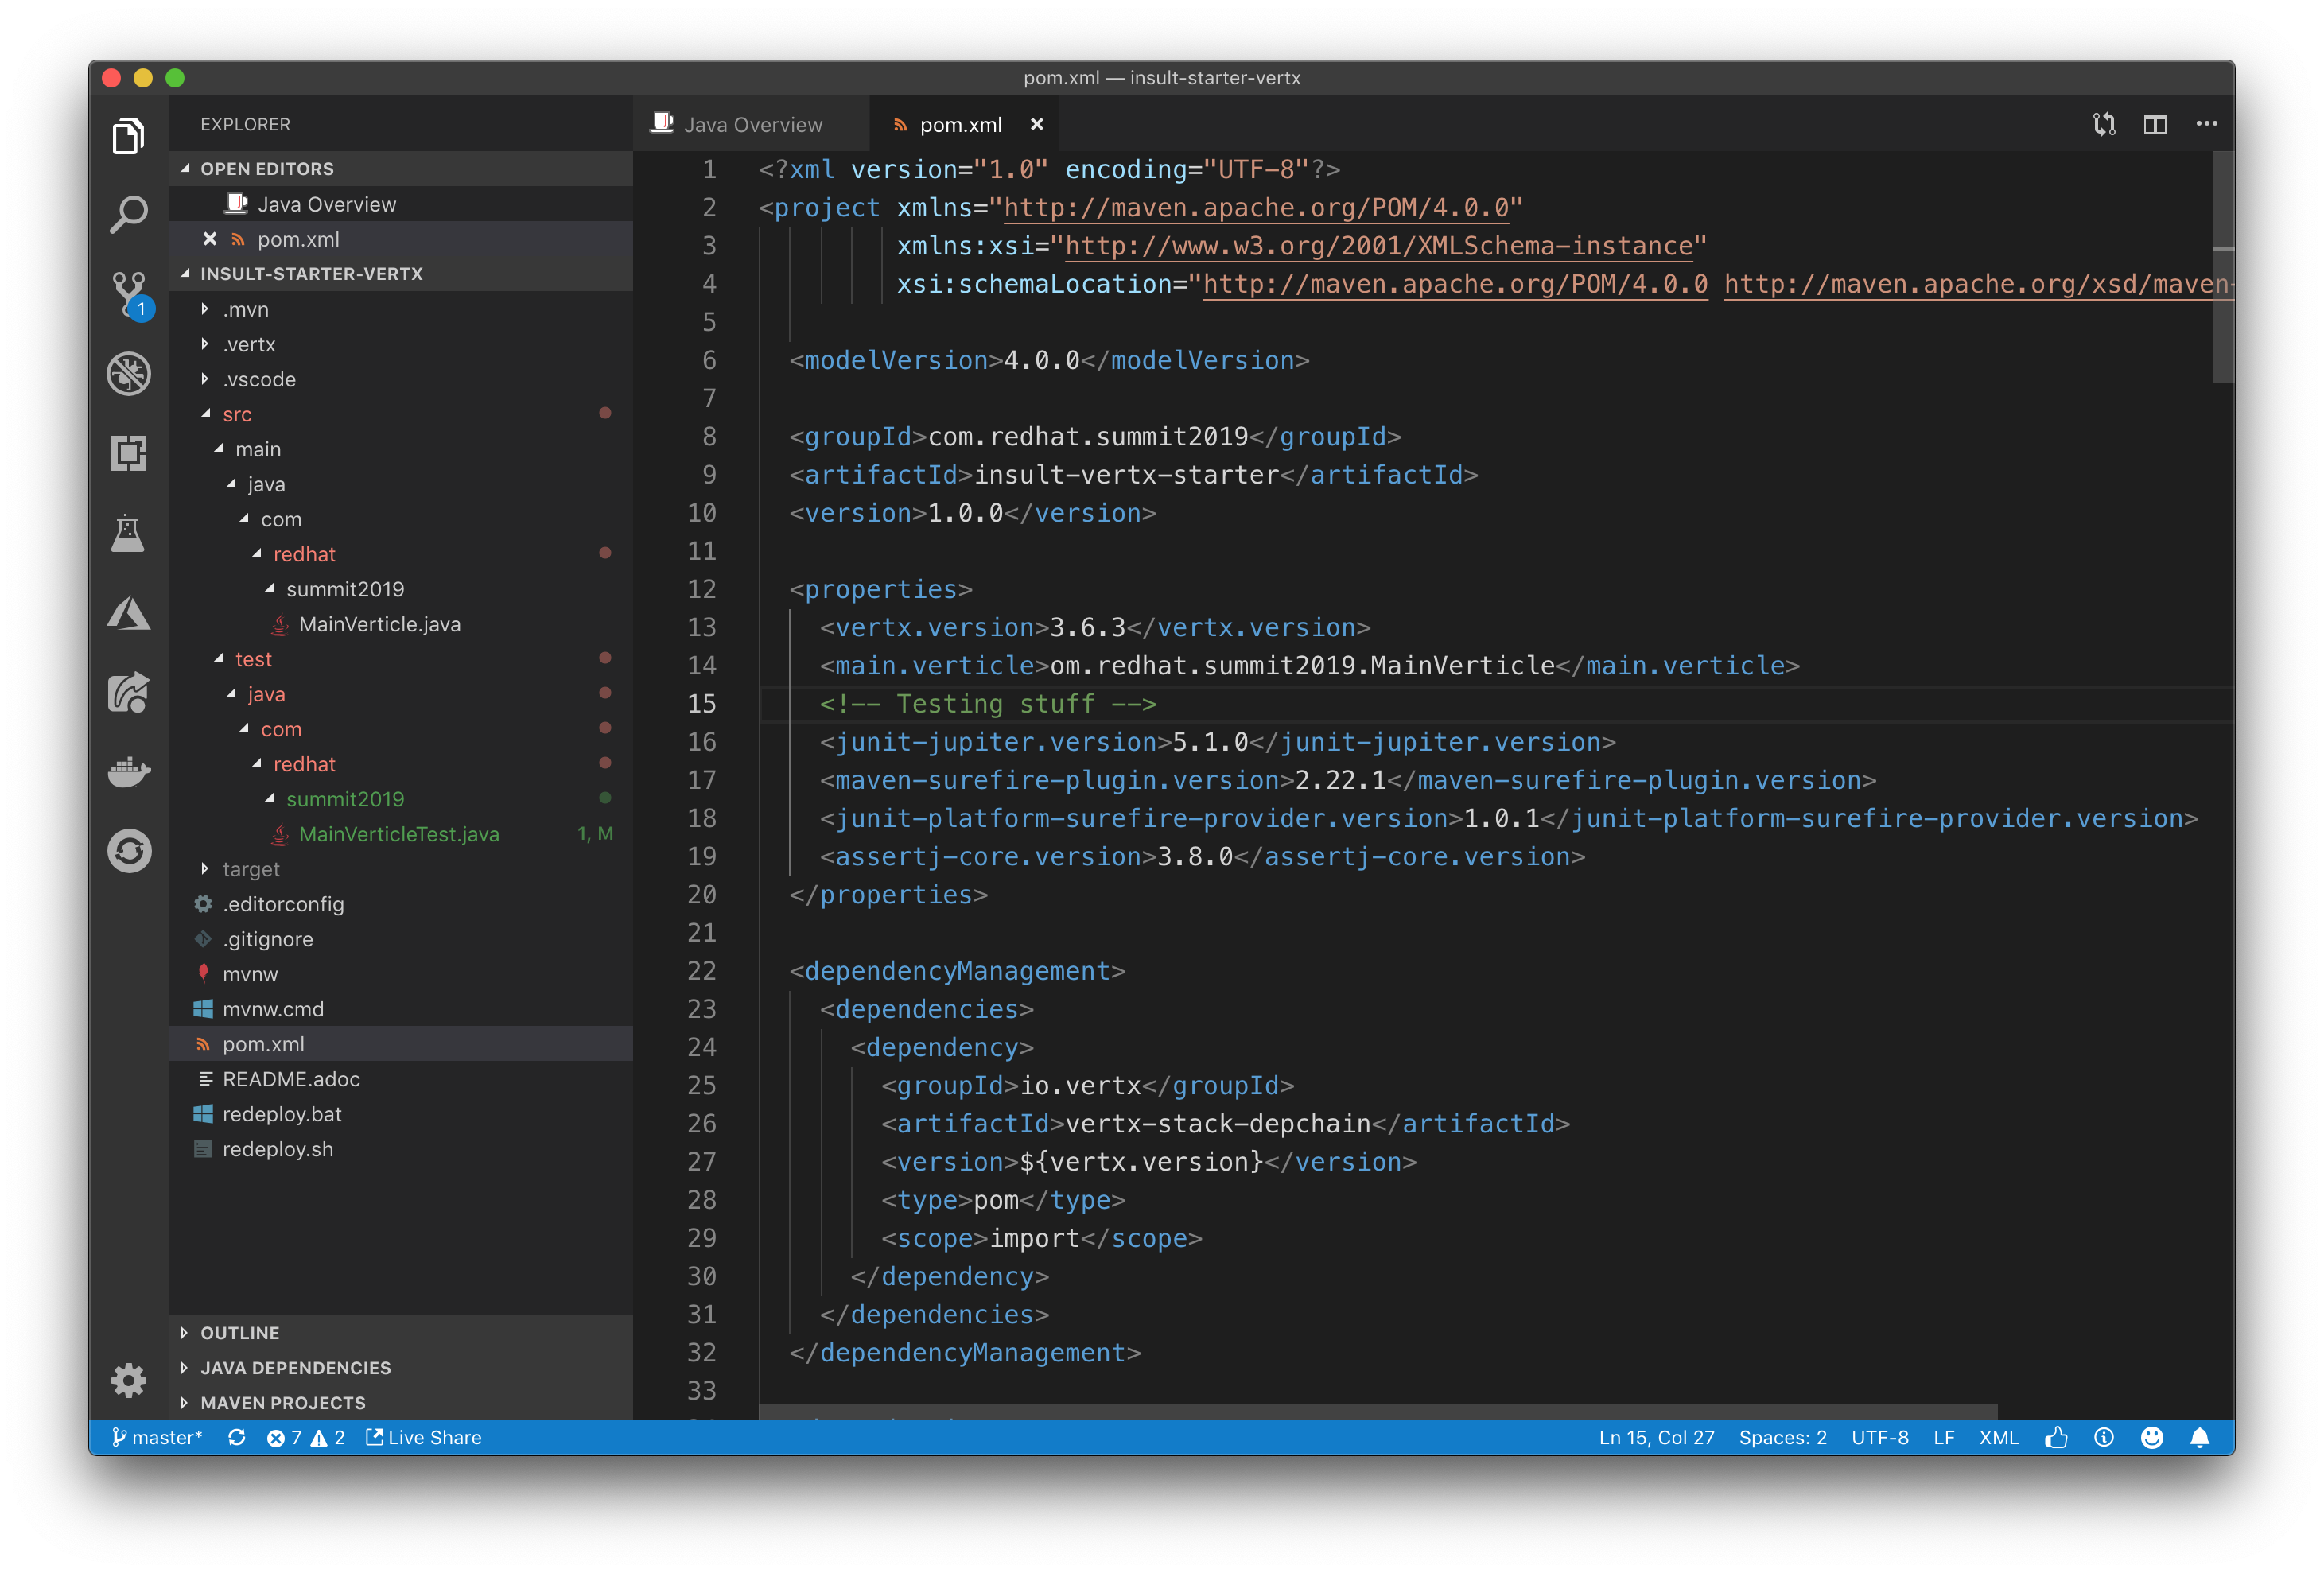 pom.xml — insult-starter-vertx
EXPLORER
OPEN EDITORS
Java Overview
pom.xml
INSULT-STARTER-VERTX
1
.mvn
.vertx
.vscode
src
main
java
com
redhat
summit2019
MainVerticle.java
test
java
com
redhat
summit2019
MainVerticleTest.java 1, M
target
.editorconfig
.gitignore
mvnw
mvnw.cmd
pom.xml
README.adoc
redeploy.bat
redeploy.sh
OUTLINE
JAVA DEPENDENCIES
MAVEN PROJECTS
Java Overview pom.xml
1 <?xml version="1.0" encoding="UTF-8"?>
2 <project xmlns="http://maven.apache.org/POM/4.0.0"
3 xmlns:xsi="http://www.w3.org/2001/XMLSchema-instance"
4 xsi:schemaLocation="http://maven.apache.org/POM/4.0.0 http://maven.apache.org/xsd/maven-
5
6 <modelVersion>4.0.0</modelVersion>
7
8 <groupId>com.redhat.summit2019</groupId>
9 <artifactId>insult-vertx-starter</artifactId>
10 <version>1.0.0</version>
11
12 <properties>
13 <vertx.version>3.6.3</vertx.version>
14 <main.verticle>om.redhat.summit2019.MainVerticle</main.verticle>
15 <!-- Testing stuff -->
16 <junit-jupiter.version>5.1.0</junit-jupiter.version>
17 <maven-surefire-plugin.version>2.22.1</maven-surefire-plugin.version>
18 <junit-platform-surefire-provider.version>1.0.1</junit-platform-surefire-provider.version>
19 <assertj-core.version>3.8.0</assertj-core.version>
20 </properties>
21
22 <dependencyManagement>
23 <dependencies>
24 <dependency>
25 <groupId>io.vertx</groupId>
26 <artifactId>vertx-stack-depchain</artifactId>
27 <version>${vertx.version}</version>
28 <type>pom</type>
29 <scope>import</scope>
30 </dependency>
31 </dependencies>
32 </dependencyManagement>
33
master* 7 2 Live Share Ln 15, Col 27 Spaces: 2 UTF-8 LF XML